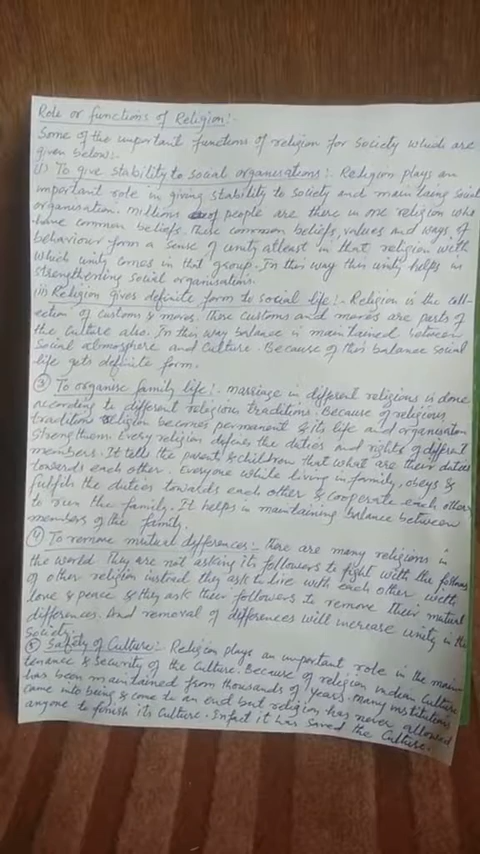 Role or functions of Religion:-
Some of the important functions of religion for Society which are
given below:-
(i) To give stability to social organisations:- Religion plays an
important role in giving stability to society and maintaing social
organisation. millions of people are there in one religion who
have common beliefs. These common beliefs, values and ways of
behaviour form a sense of unity atleast in that religion with
which unity comes in that group. In this way this unity helps in
strengthening social organisations.
(ii) Religion gives definite form to social life:- Religion is the coll-
ection of customs & mores. These customs and mores are parts of
the culture also. In this way balance is maintained between
Social atmosphere and Culture. Because of this balance social
life gets definite form.
③ To organise family life:- marriage in different religions is done
according to different religious traditions. Because of religious
tradition religion becomes permanent & its life and organisation
strengthens. Every religion defines the duties and rights of different
members. It tells the parents & children that what are their duties
towards each other. Everyone while living in family, obeys &
fulfils the duties towards each other & cooperate each other
to run the family. It helps in maintaining balance between
members of the family.
④ To remove mutual differences:- There are many religions in
the world. They are not asking its followers to fight with the
of other religion instead they ask to live with each other with
love & peace & they ask their followers to remove their mutual
differences. And removal of differences will increase unity in the
Society.
⑤ Safety of Culture:- Religion plays an important role in the main-
tenance & security of the Culture. Because of religion Indian Culture
has been maintained from thousands of years. Many institutions
came into being & come to an end but religion has never allowed
anyone to finish its Culture. Infact it has saved the Culture.